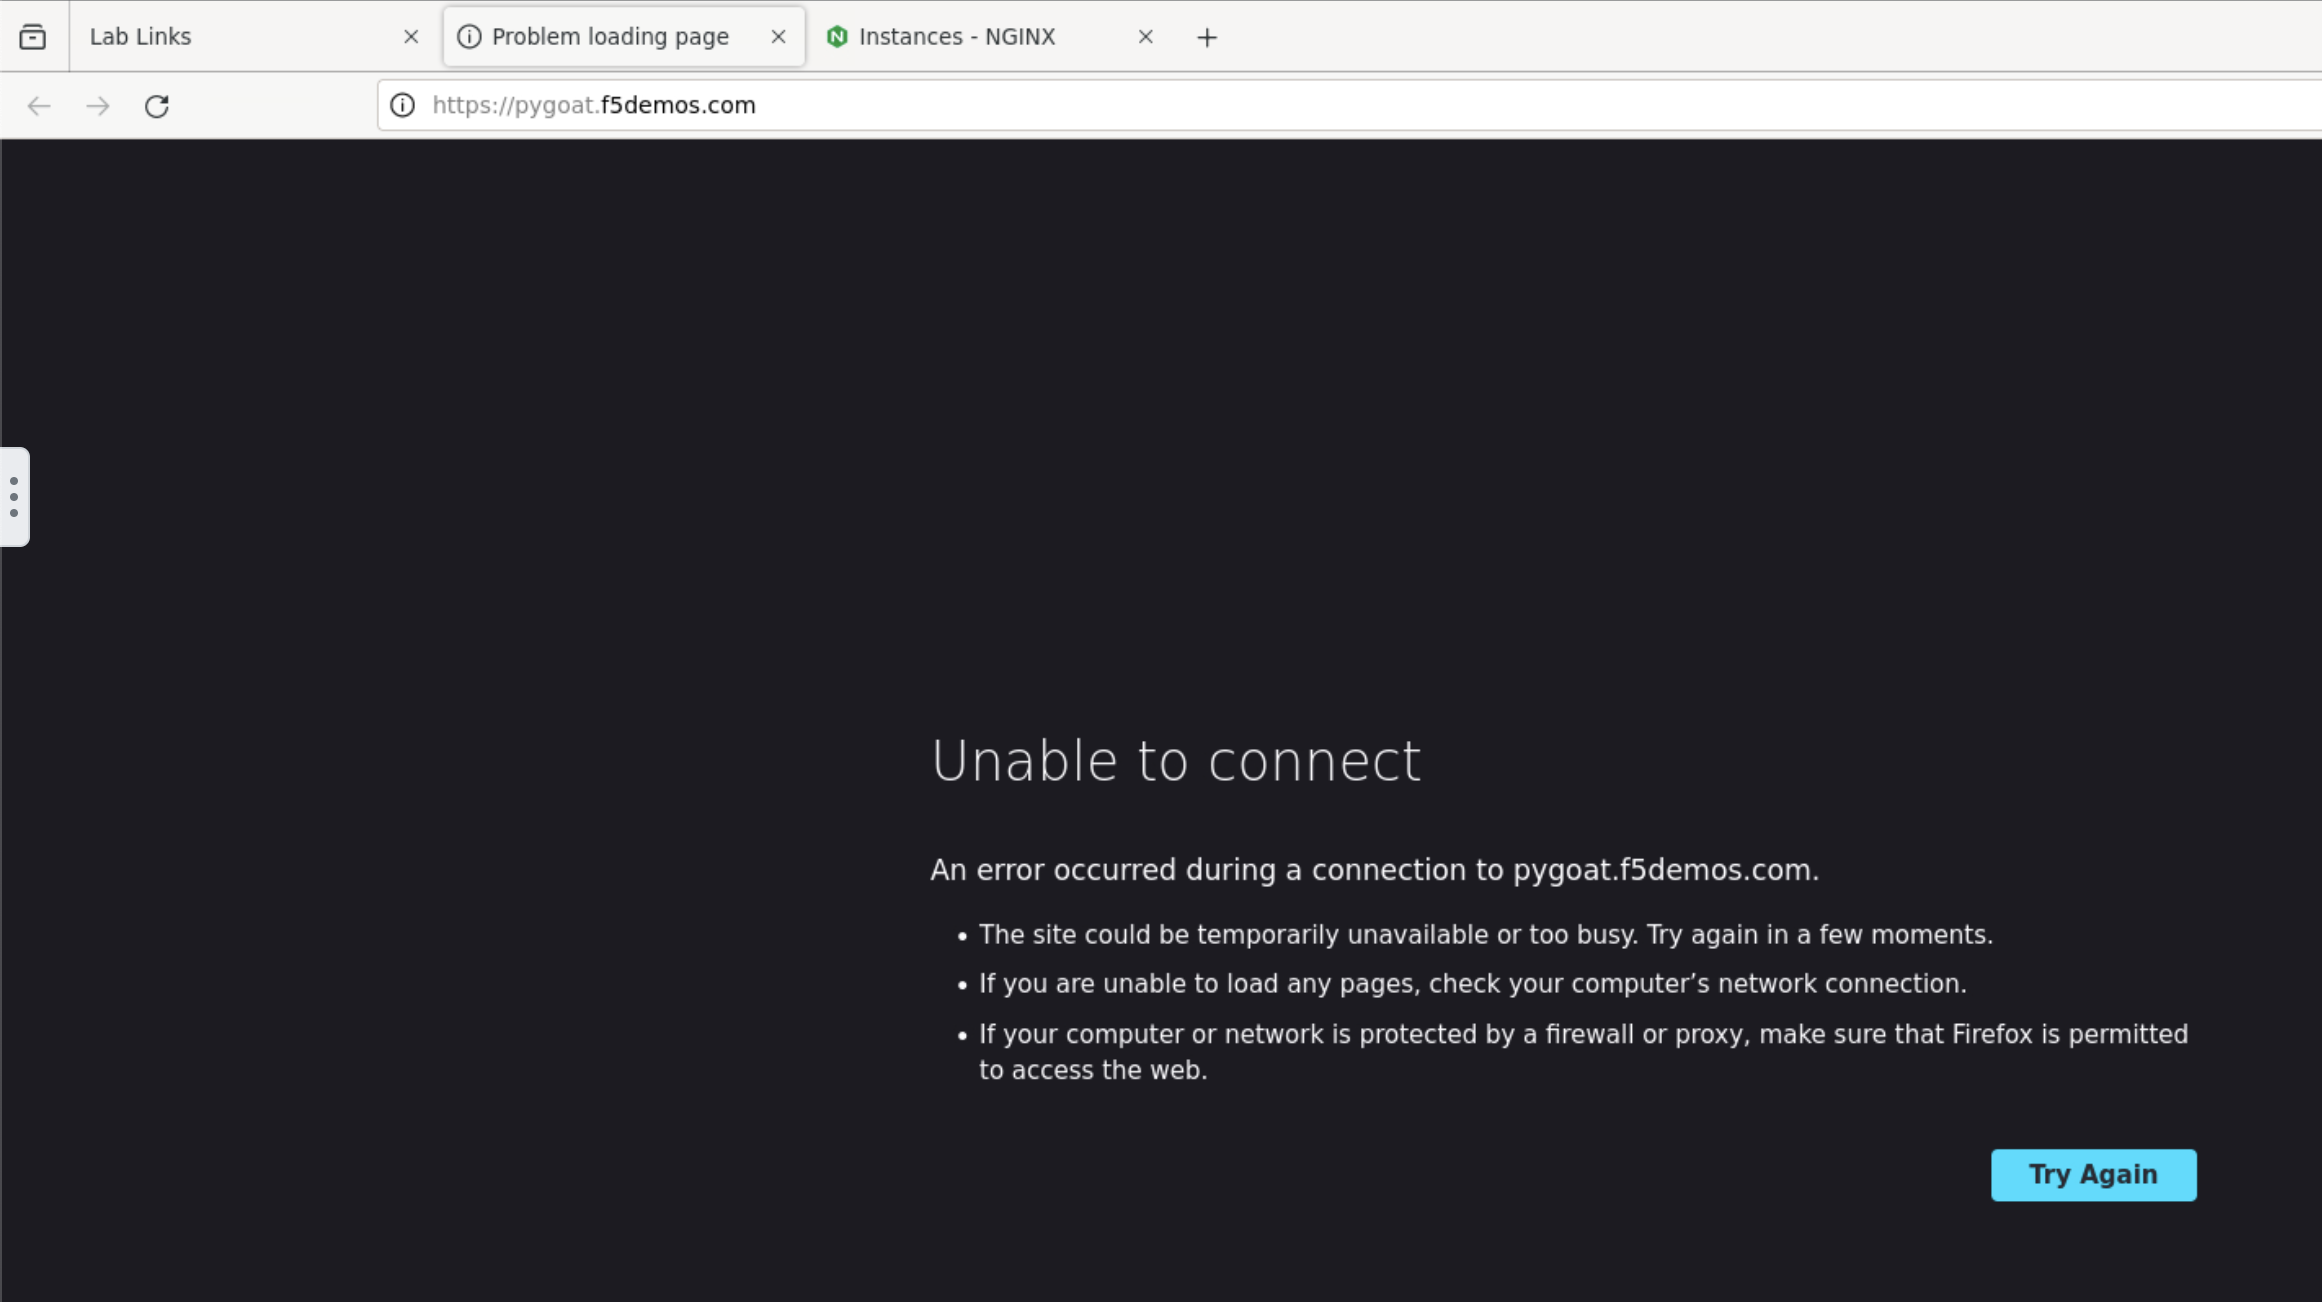 Lab Links
Problem loading page
Instances - NGINX
https://pygoat.f5demos.com
Unable to connect
An error occurred during a connection to pygoat.f5demos.com.
• The site could be temporarily unavailable or too busy. Try again in a few moments.
• If you are unable to load any pages, check your computer’s network connection.
• If your computer or network is protected by a firewall or proxy, make sure that Firefox is permitted
to access the web.
Try Again